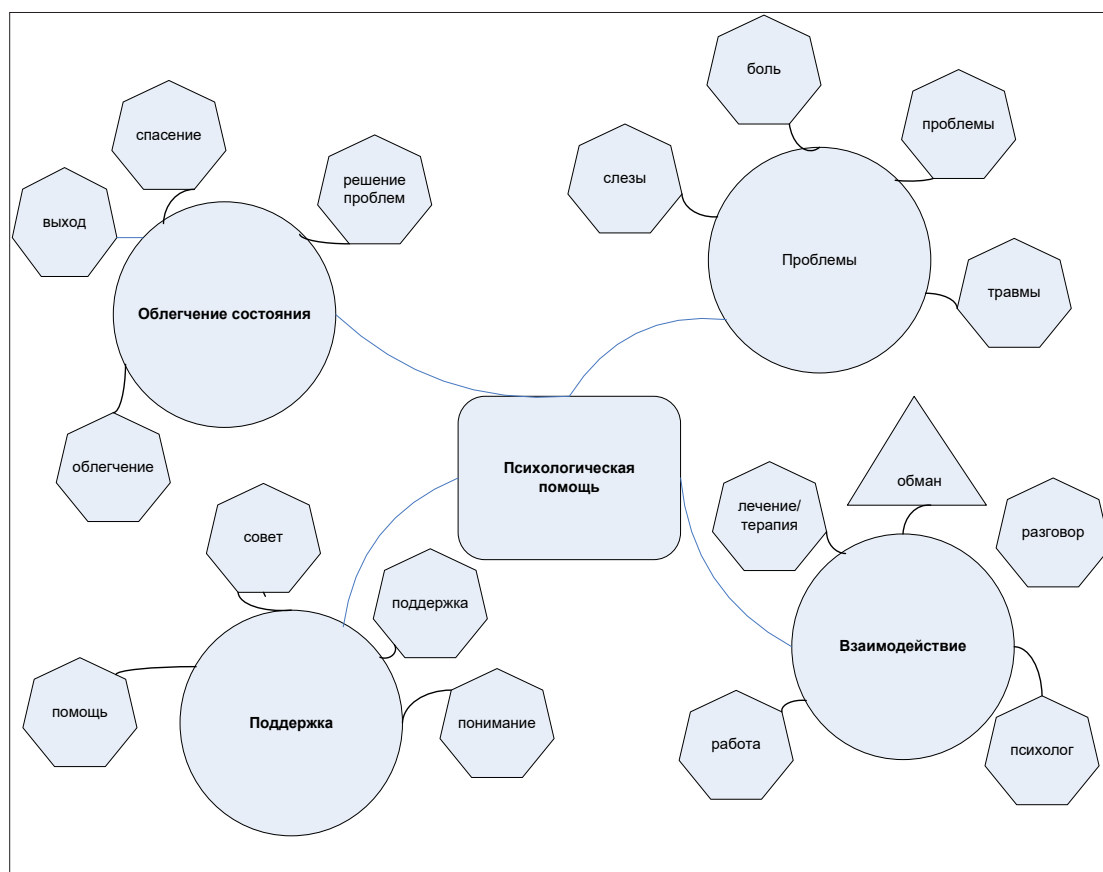 боль
спасение
проблемы
решение
проблем
слезы
выход
Проблемы
травмы
Облегчение состояния
облегчение
Психологическая
помощь
обман
лечение/
терапия
разговор
совет
поддержка
Взаимодействие
помощь
Поддержка
понимание
работа
психолог